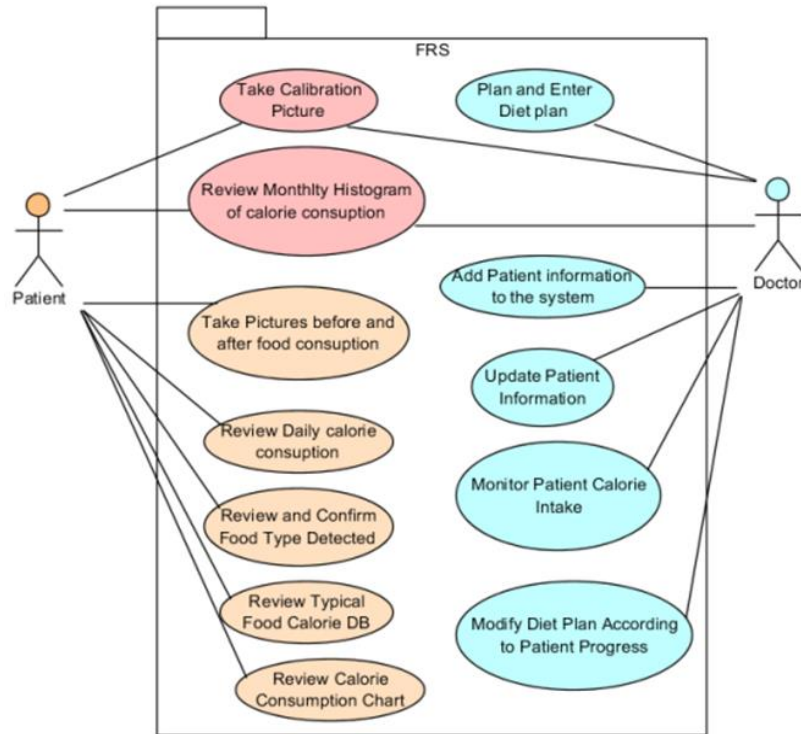 FRS
Take Calibration
Picture
Plan and Enter
Diet plan
Review Monthlty Histogram
of calorie consuption
Patient
Doctor
Add Patient information
to the system
Take Pictures before and
after food consuption
Update Patient
Information
Review Daily calorie
consuption
Monitor Patient Calorie
Intake
Review and Confirm
Food Type Detected
Review Typical
Food Calorie DB
Modify Diet Plan According
to Patient Progress
Review Calorie
Consumption Chart